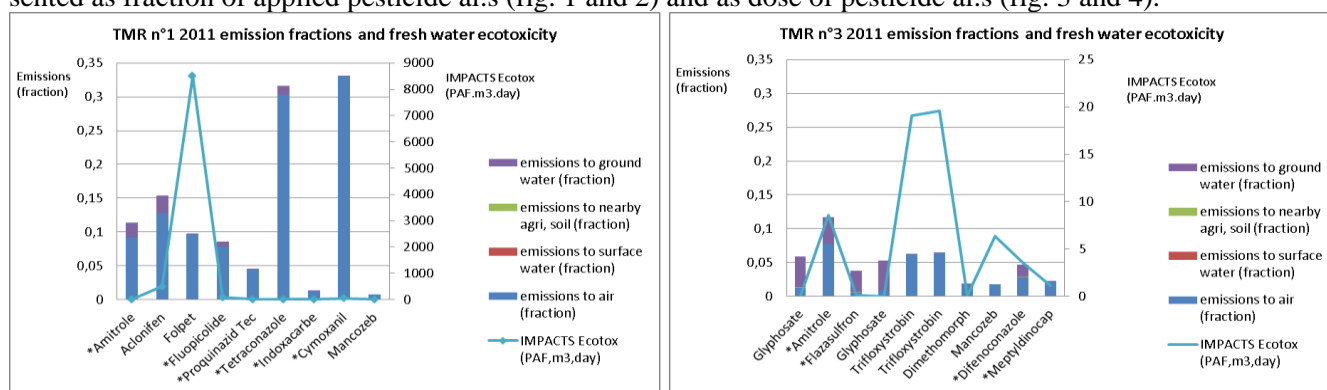 sented as fraction of applied pesticide ai.s (fig. 1 and 2) and as dose of pesticide ai.s (fig. 3 and 4).
TMR n°1 2011 emission fractions and fresh water ecotoxicity
Emissions
(fraction)
0,35
0,3
0,25
0,2
0,15
0,1
0,05
0
9000
8000
7000
6000
5000
4000
3000
2000
1000
0
IMPACTS Ecotox
(PAF.m3.day)
emissions to ground
water (fraction)
emissions to nearby
agri, soil (fraction)
emissions to surface
water (fraction)
emissions to air
(fraction)
IMPACTS Ecotox
(PAF,m3,day)
*Amitrole
Aclonifen
Folpet
*Fluopicolide
*Proquinazid Tec
*Tetraconazole
*Indoxacarbe
*Cymoxanil
Mancozeb
TMR n°3 2011 emission fractions and fresh water ecotoxicity
Emissions
(fraction)
0,35
0,3
0,25
0,2
0,15
0,1
0,05
0
25
20
15
10
5
0
IMPACTS Ecotox
(PAF.m3.day)
emissions to ground
water (fraction)
emissions to nearby
agri, soil (fraction)
emissions to surface
water (fraction)
emissions to air
(fraction)
IMPACTS Ecotox
(PAF,m3,day)
Glyphosate
*Amitrole
*Flazasulfron
Glyphosate
Trifloxystrobin
Trifloxystrobin
Dimethomorph
Mancozeb
*Difenoconazole
*Meptyldinocap